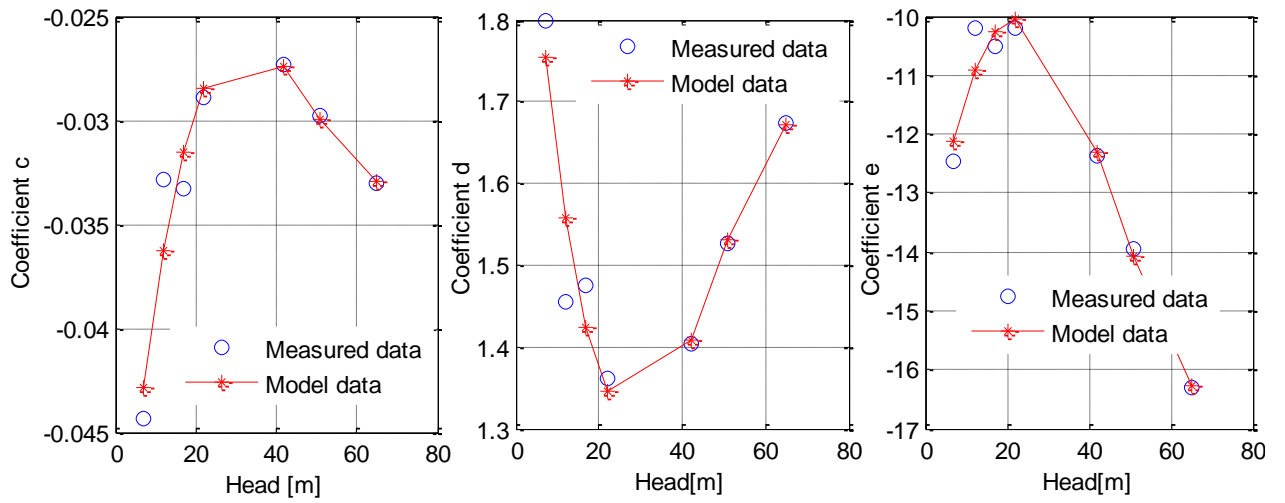 -0.025
-0.03
-0.035
-0.04
-0.045
Coefficient c
Measured data
Model data
0 20 40 60 80
Head [m]
1.8
1.7
1.6
1.5
1.4
1.3
Coefficient d
Measured data
Model data
0 20 40 60 80
Head[m]
-10
-11
-12
-13
-14
-15
-16
-17
Coefficient e
Measured data
Model data
0 20 40 60 80
Head[m]